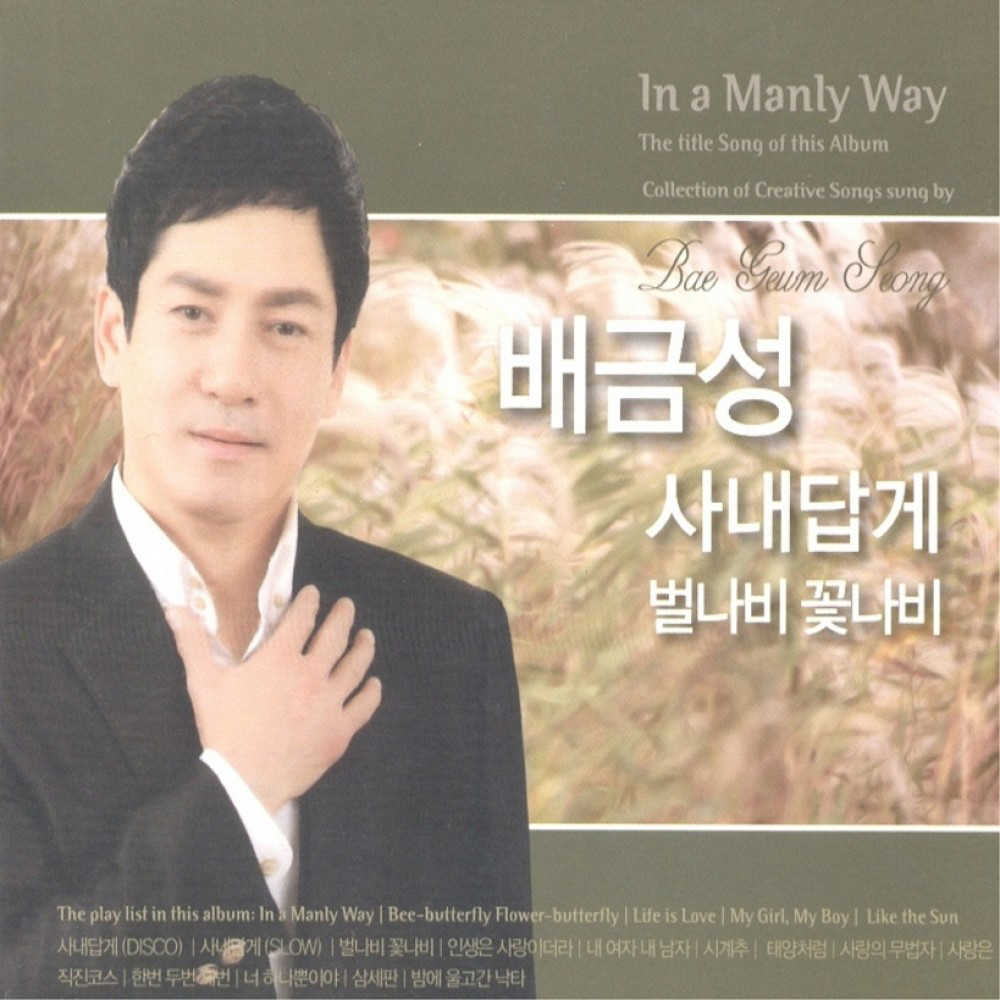 In a Manly Way
The title Song of this Album
Collection of Creative Songs sung by
Bae Geum Seong
배금성
사내답게
벌나비 꽃나비
The play list in this album: In a Manly Way | Bee-butterfly Flower-butterfly | Life is Love | My Girl, My Boy | Like the Sun
사내답게 (DISCO) | 사내답게 (SLOW) | 벌나비 꽃나비 | 인생은 사랑이더라 | 내 여자 내 남자 | 시계추 | 태양처럼 | 사랑의 무법자 | 사랑은
직진코스 | 한번 두번 세번 | 너 하나뿐이야 | 삼세판 | 밤에 울고간 낙타